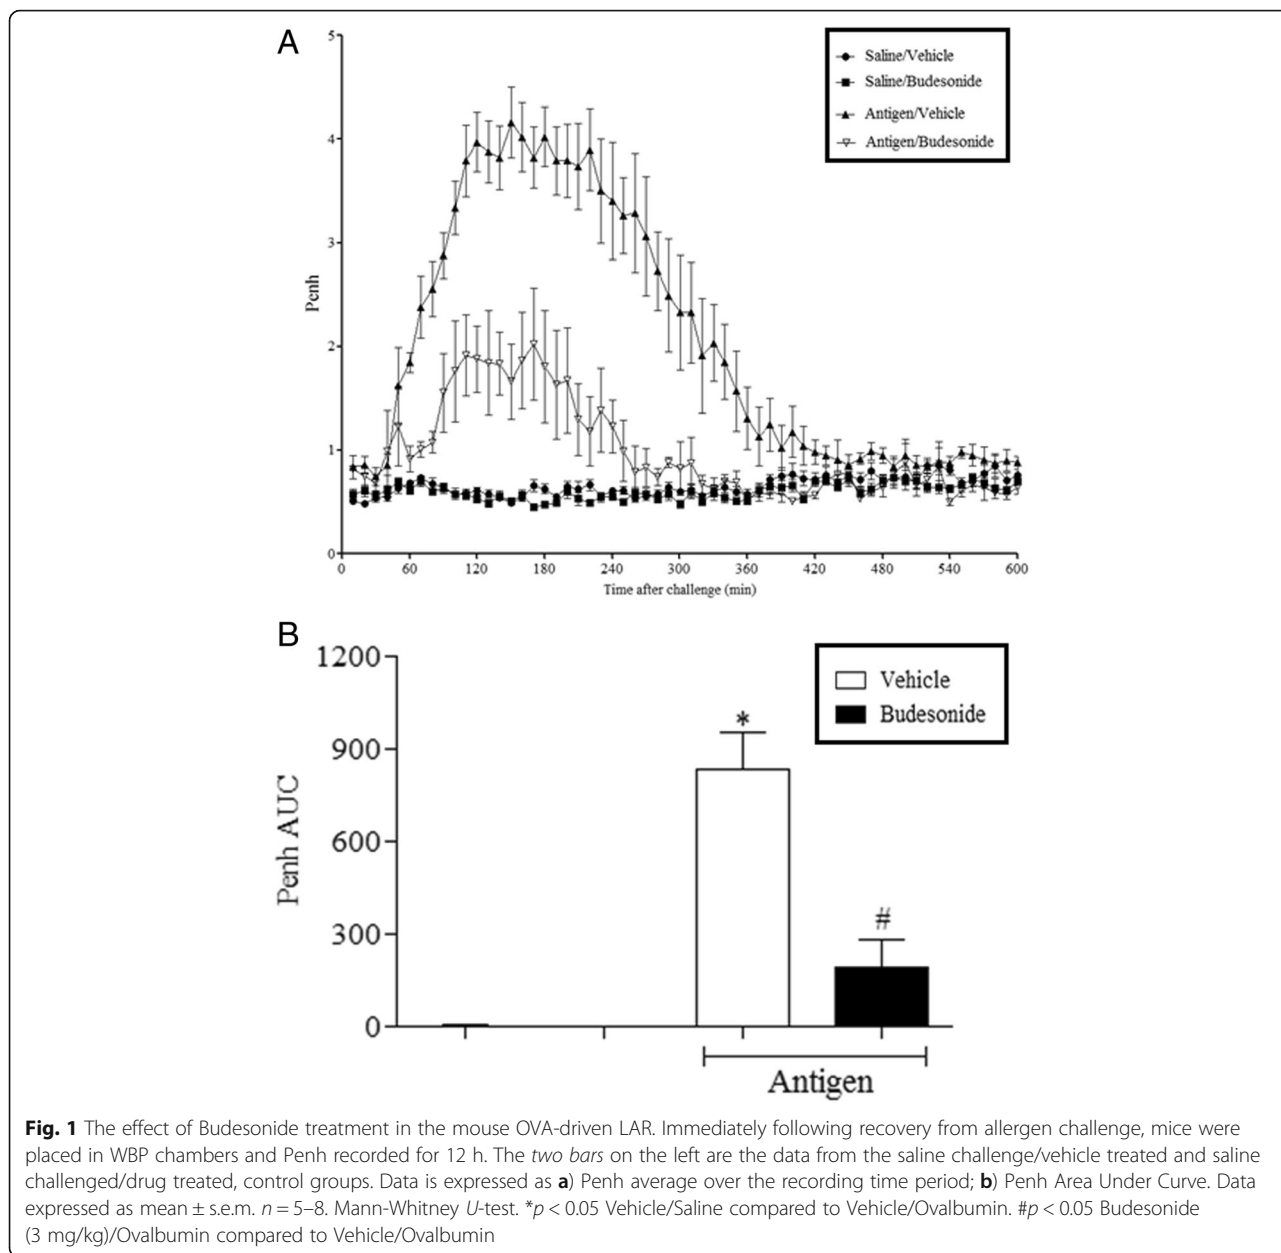 A
5
4
3
2
1
0
Penh
0 60 120 180 240 300 360 420 480 540 600
Time after challenge (min)
Saline/Vehicle
Saline/Budesonide
Antigen/Vehicle
Antigen/Budesonide
B
1200
900
600
300
0
Penh AUC
Vehicle
Budesonide
*
#
Antigen
Fig. 1 The effect of Budesonide treatment in the mouse OVA-driven LAR. Immediately following recovery from allergen challenge, mice were
placed in WBP chambers and Penh recorded for 12 h. The two bars on the left are the data from the saline challenge/vehicle treated and saline
challenged/drug treated, control groups. Data is expressed as a) Penh average over the recording time period; b) Penh Area Under Curve. Data
expressed as mean ± s.e.m. n = 5–8. Mann-Whitney U-test. *p < 0.05 Vehicle/Saline compared to Vehicle/Ovalbumin. #p < 0.05 Budesonide
(3 mg/kg)/Ovalbumin compared to Vehicle/Ovalbumin